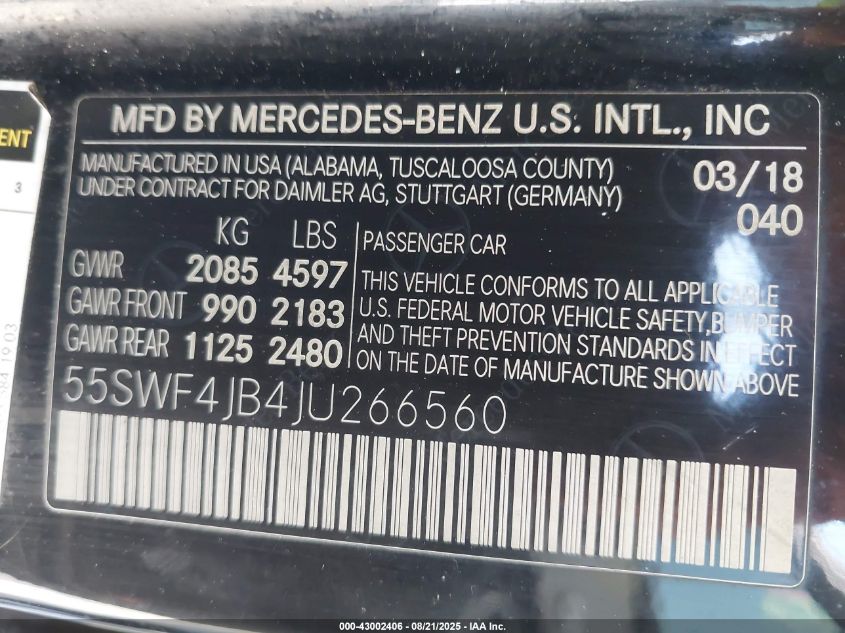 MFD BY MERCEDES-BENZ U.S. INTL., INC
MANUFACTURED IN USA (ALABAMA, TUSCALOOSA COUNTY)
UNDER CONTRACT FOR DAIMLER AG, STUTTGART (GERMANY)
03/18
040
KG LBS
GVWR 2085 4597
GAWR FRONT 990 2183
GAWR REAR 1125 2480
PASSENGER CAR
THIS VEHICLE CONFORMS TO ALL APPLICABLE
U.S. FEDERAL MOTOR VEHICLE SAFETY, BUMPER
AND THEFT PREVENTION STANDARDS IN EFFECT
ON THE DATE OF MANUFACTURE SHOWN ABOVE
55SWF4JB4JU266560
3
000-43002406 - 08/21/2025 - IAA Inc.